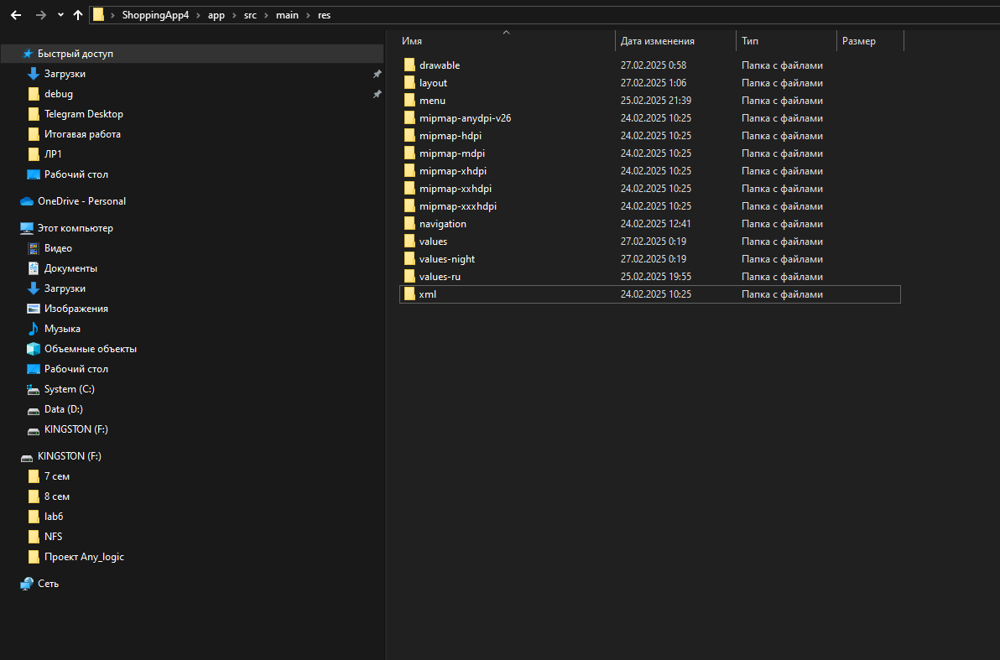 ShoppingApp4 app src main res
Имя Дата изменения Тип Размер
Быстрый доступ
Загрузки
debug
Telegram Desktop
Итогавая работа
ЛР1
Рабочий стол
OneDrive - Personal
Этот компьютер
Видео
Документы
Загрузки
Изображения
Музыка
Объемные объекты
Рабочий стол
System (C:)
Data (D:)
KINGSTON (F:)
KINGSTON (F:)
7 сем
8 сем
lab6
NFS
Проект Any_logic
Сеть
drawable 27.02.2025 0:58 Папка с файлами
layout 27.02.2025 1:06 Папка с файлами
menu 25.02.2025 21:39 Папка с файлами
mipmap-anydpi-v26 24.02.2025 10:25 Папка с файлами
mipmap-hdpi 24.02.2025 10:25 Папка с файлами
mipmap-mdpi 24.02.2025 10:25 Папка с файлами
mipmap-xhdpi 24.02.2025 10:25 Папка с файлами
mipmap-xxhdpi 24.02.2025 10:25 Папка с файлами
mipmap-xxxhdpi 24.02.2025 10:25 Папка с файлами
navigation 24.02.2025 12:41 Папка с файлами
values 27.02.2025 0:19 Папка с файлами
values-night 27.02.2025 0:19 Папка с файлами
values-ru 25.02.2025 19:55 Папка с файлами
xml 24.02.2025 10:25 Папка с файлами